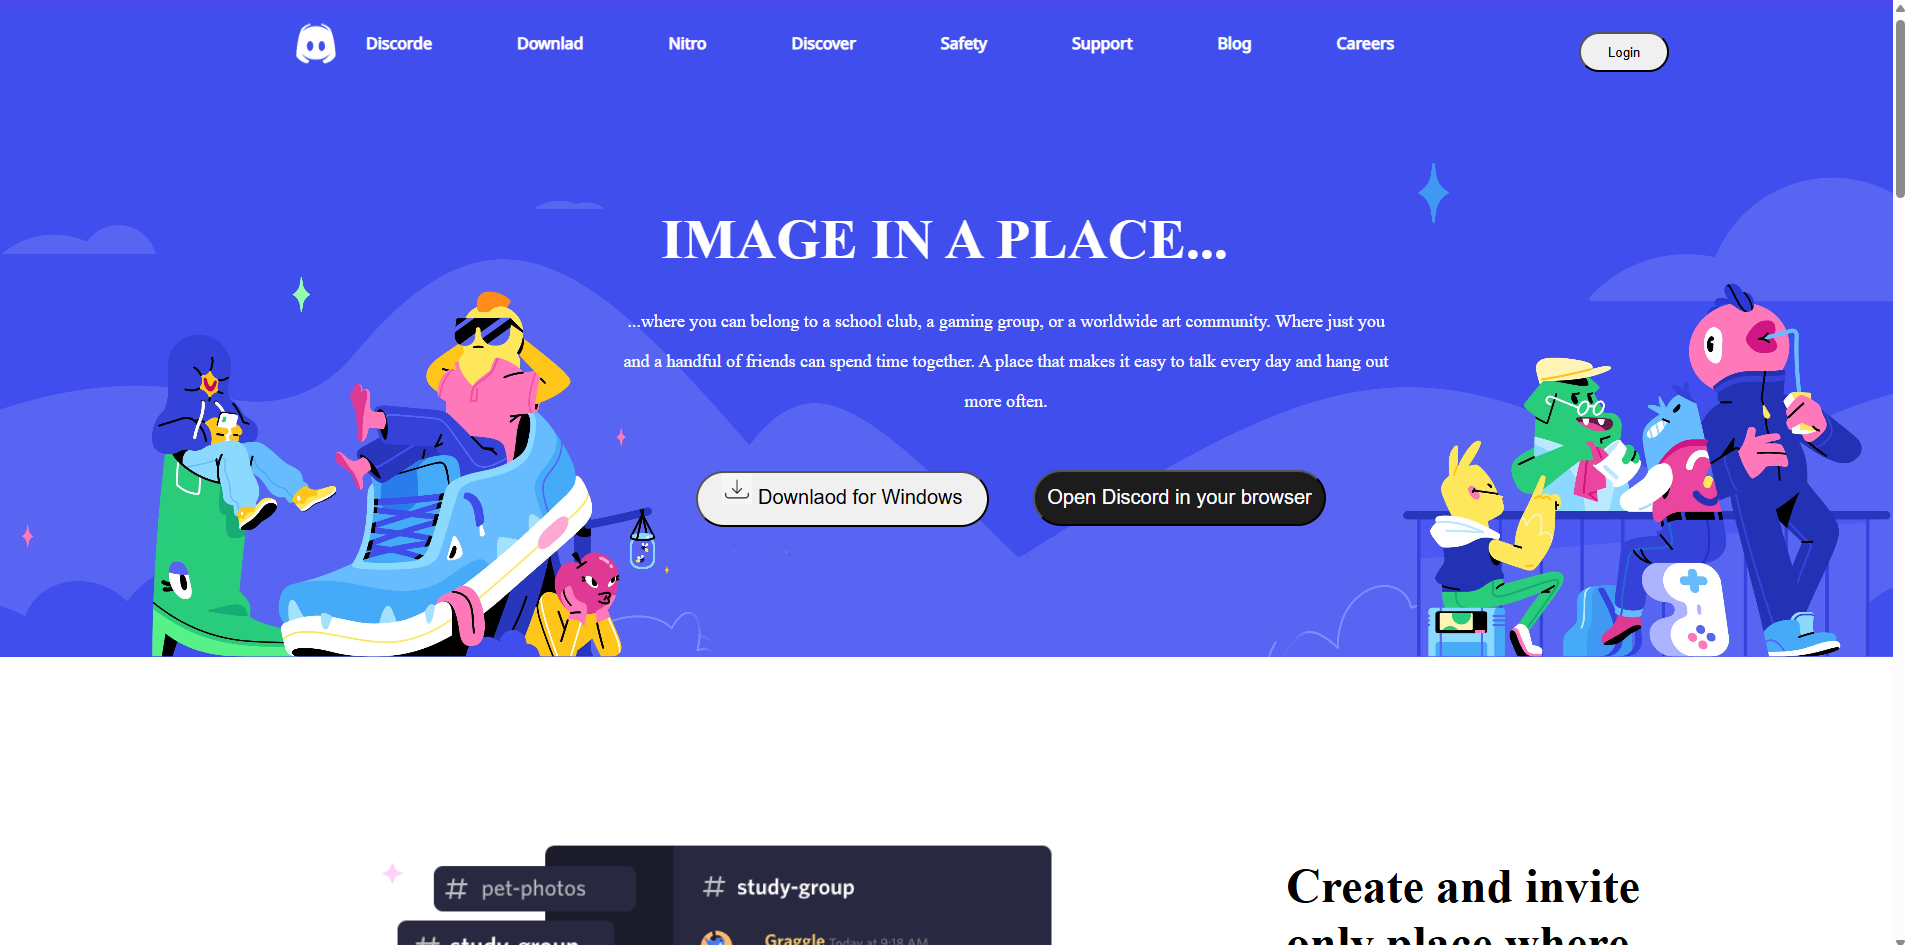 Discorde Downlad Nitro Discover Safety Support Blog Careers Login
IMAGE IN A PLACE...
...where you can belong to a school club, a gaming group, or a worldwide art community. Where just you
and a handful of friends can spend time together. A place that makes it easy to talk every day and hang out
more often.
Downlaod for Windows
Open Discord in your browser
# pet-photos
# study-group
# study-group
Graggle Today at 9:18 AM
Create and invite
only place where